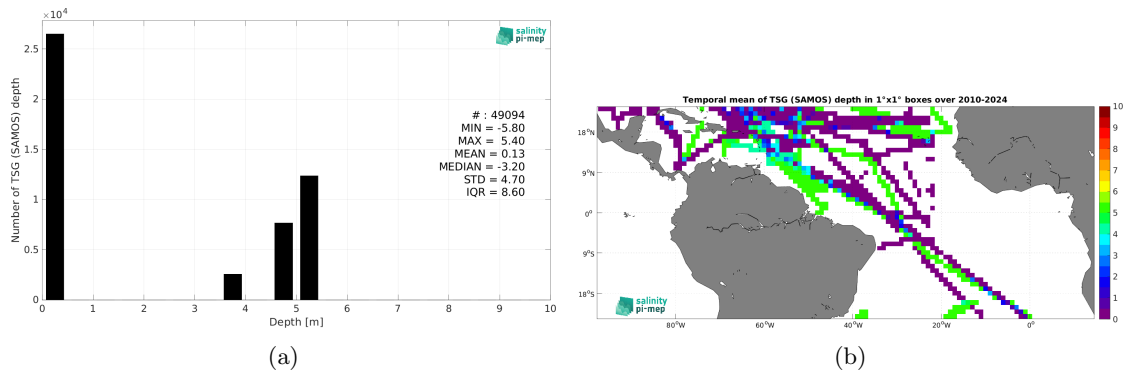 ×10⁴
salinity
pi-mep
2.5
2
1.5
1
0.5
0
Number of TSG (SAMOS) depth
# : 49094
MIN = -5.80
MAX = 5.40
MEAN = 0.13
MEDIAN = -3.20
STD = 4.70
IQR = 8.60
0 1 2 3 4 5 6 7 8 9 10
Depth [m]
(a)
Temporal mean of TSG (SAMOS) depth in 1°x1° boxes over 2010-2024
18°N
9°N
0°
9°S
18°S
80°W 60°W 40°W 20°W 0°
salinity
pi-mep
10
9
8
7
6
5
4
3
2
1
0
(b)